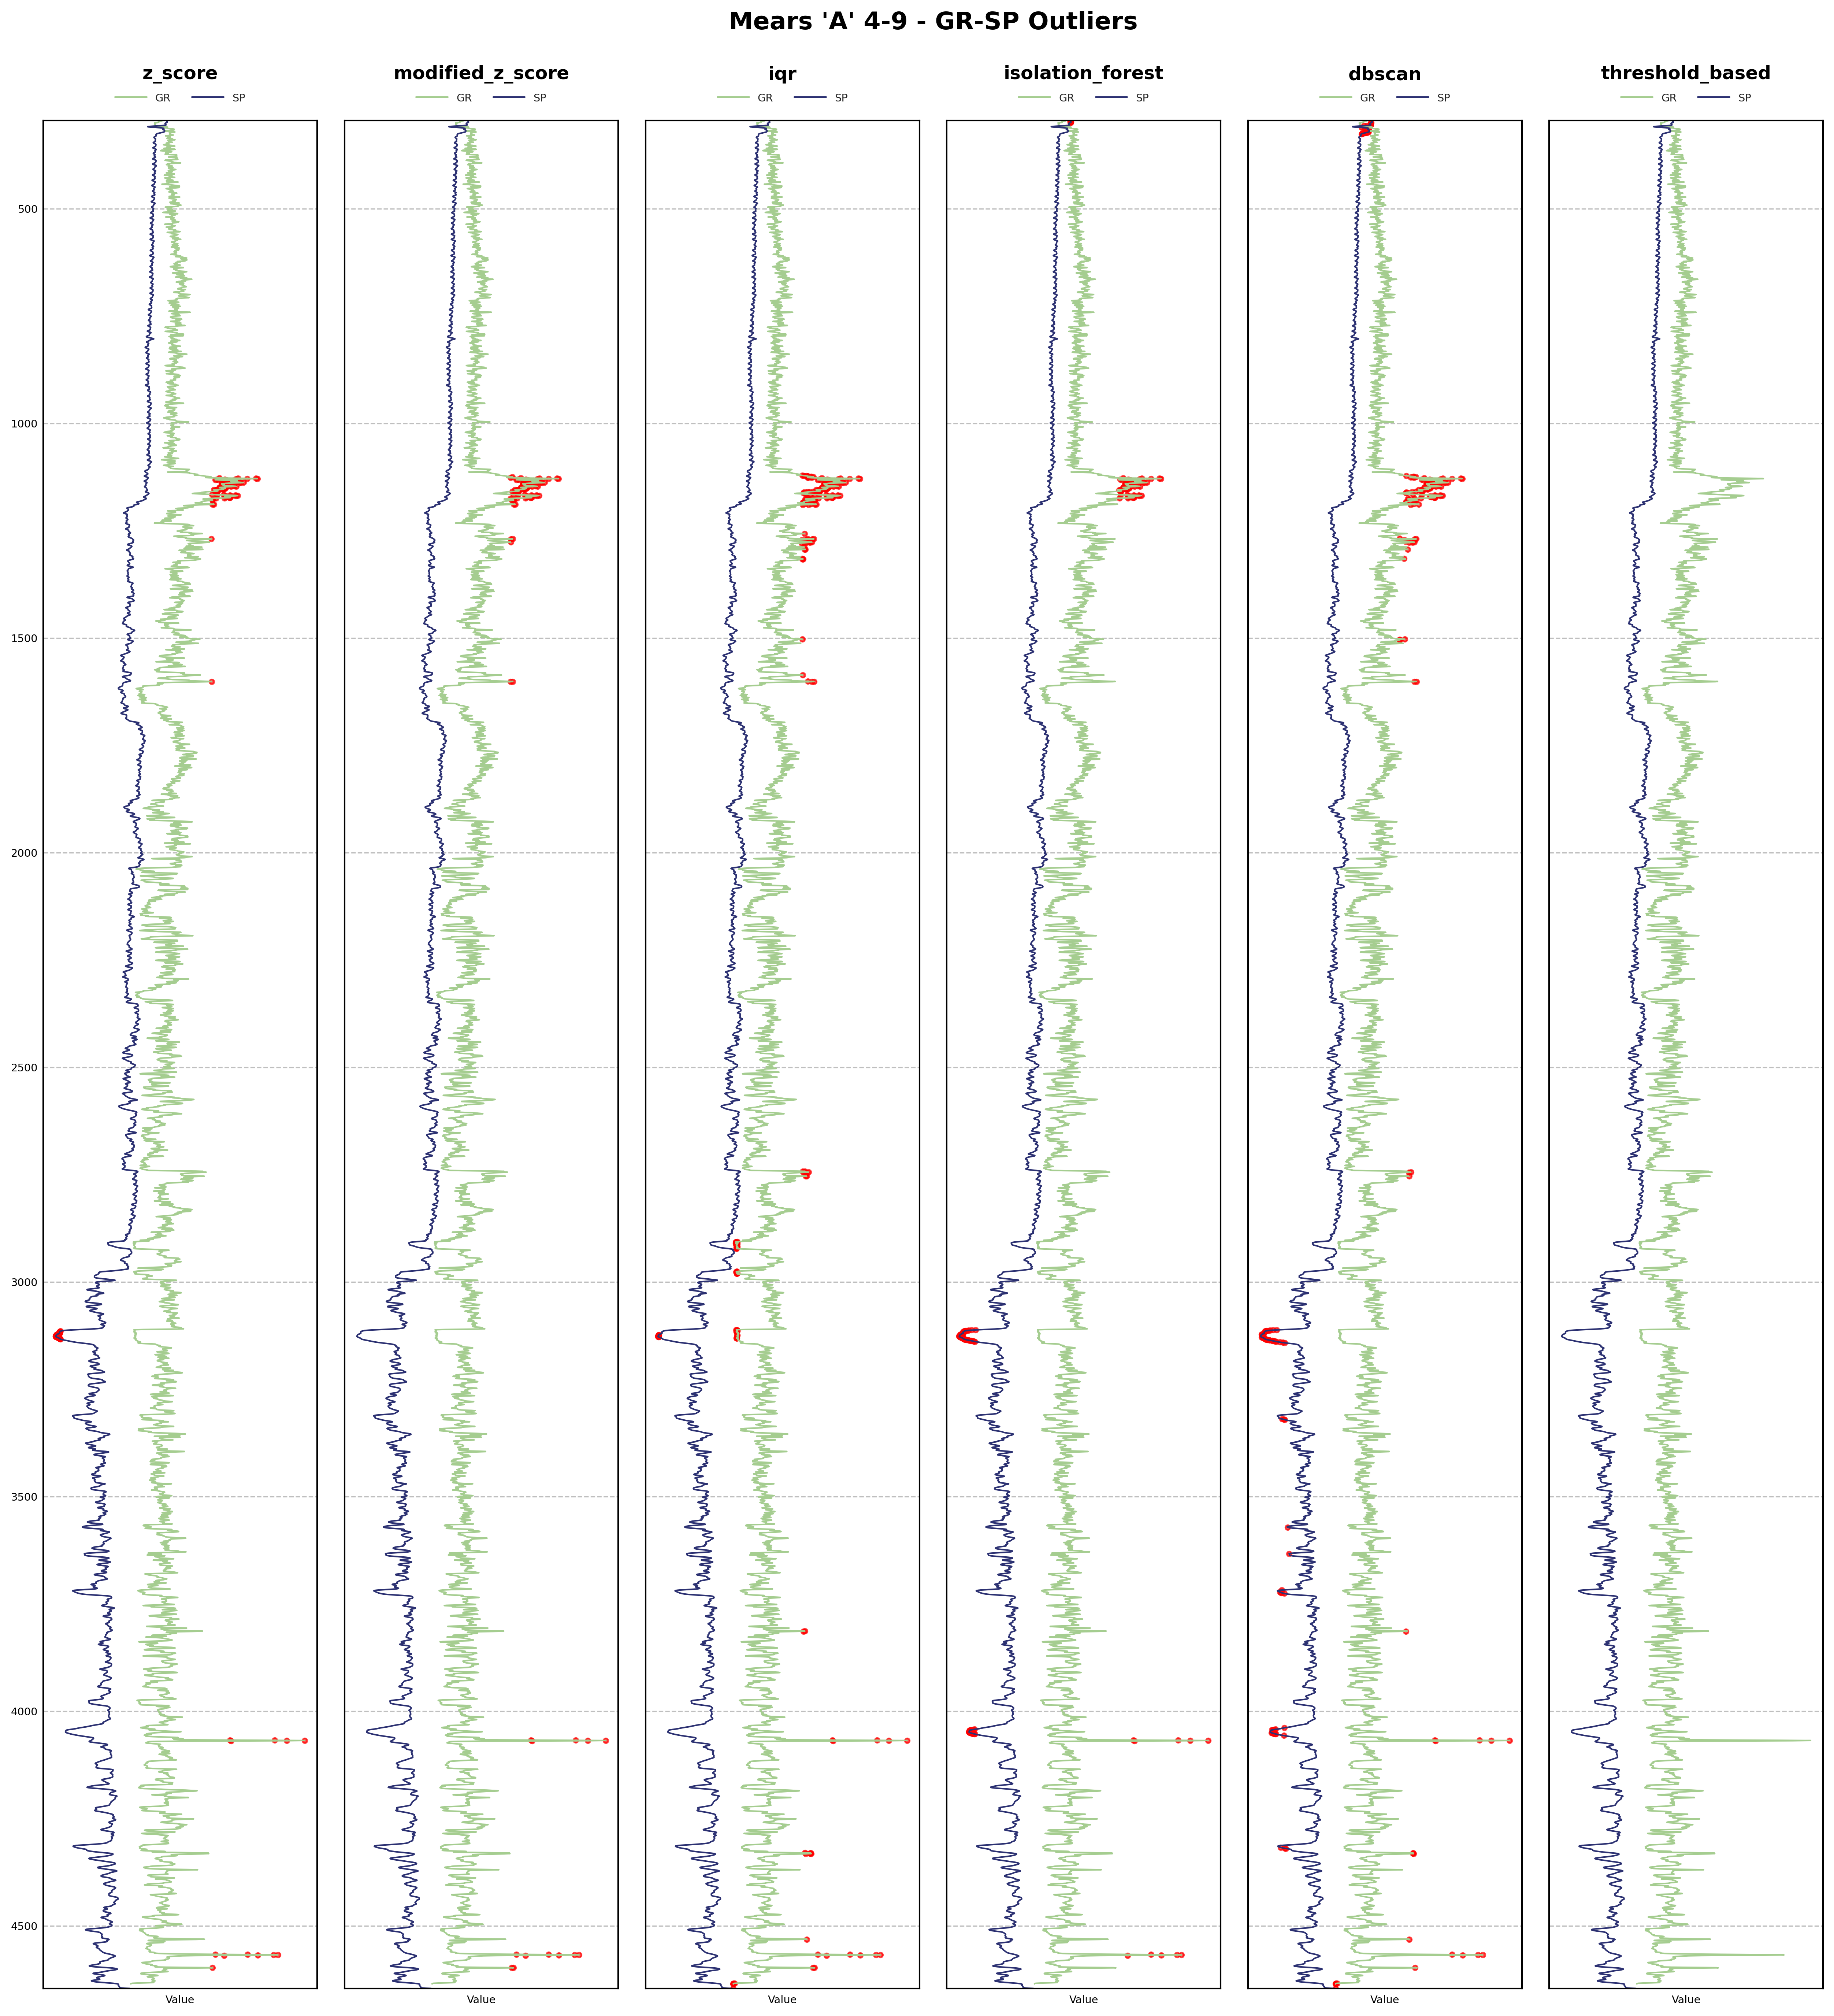 Mears 'A' 4-9 - GR-SP Outliers
z_score modified_z_score iqr isolation_forest dbscan threshold_based
GR SP GR SP GR SP GR SP GR SP GR SP
500
1000
1500
2000
2500
3000
3500
4000
4500
Value Value Value Value Value Value